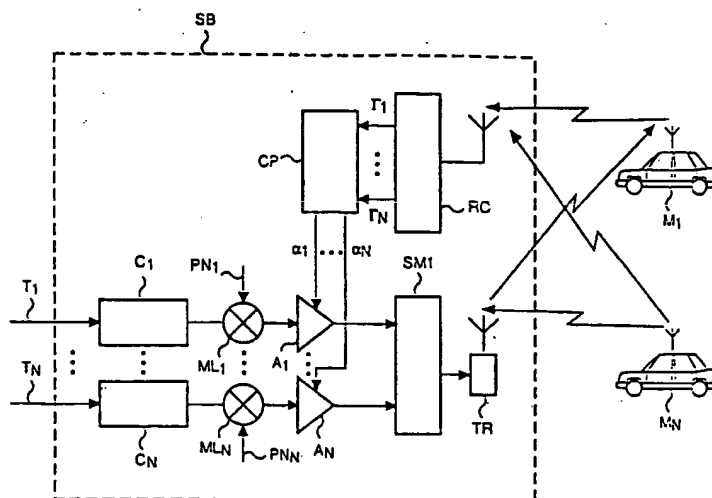 SB
Γ1
CP
ΓN
RC
M1
α1 αN
PN1
SM1
C1
T1
ML1
A1
TN
TR
MN
CN
MLN
PNN
AN